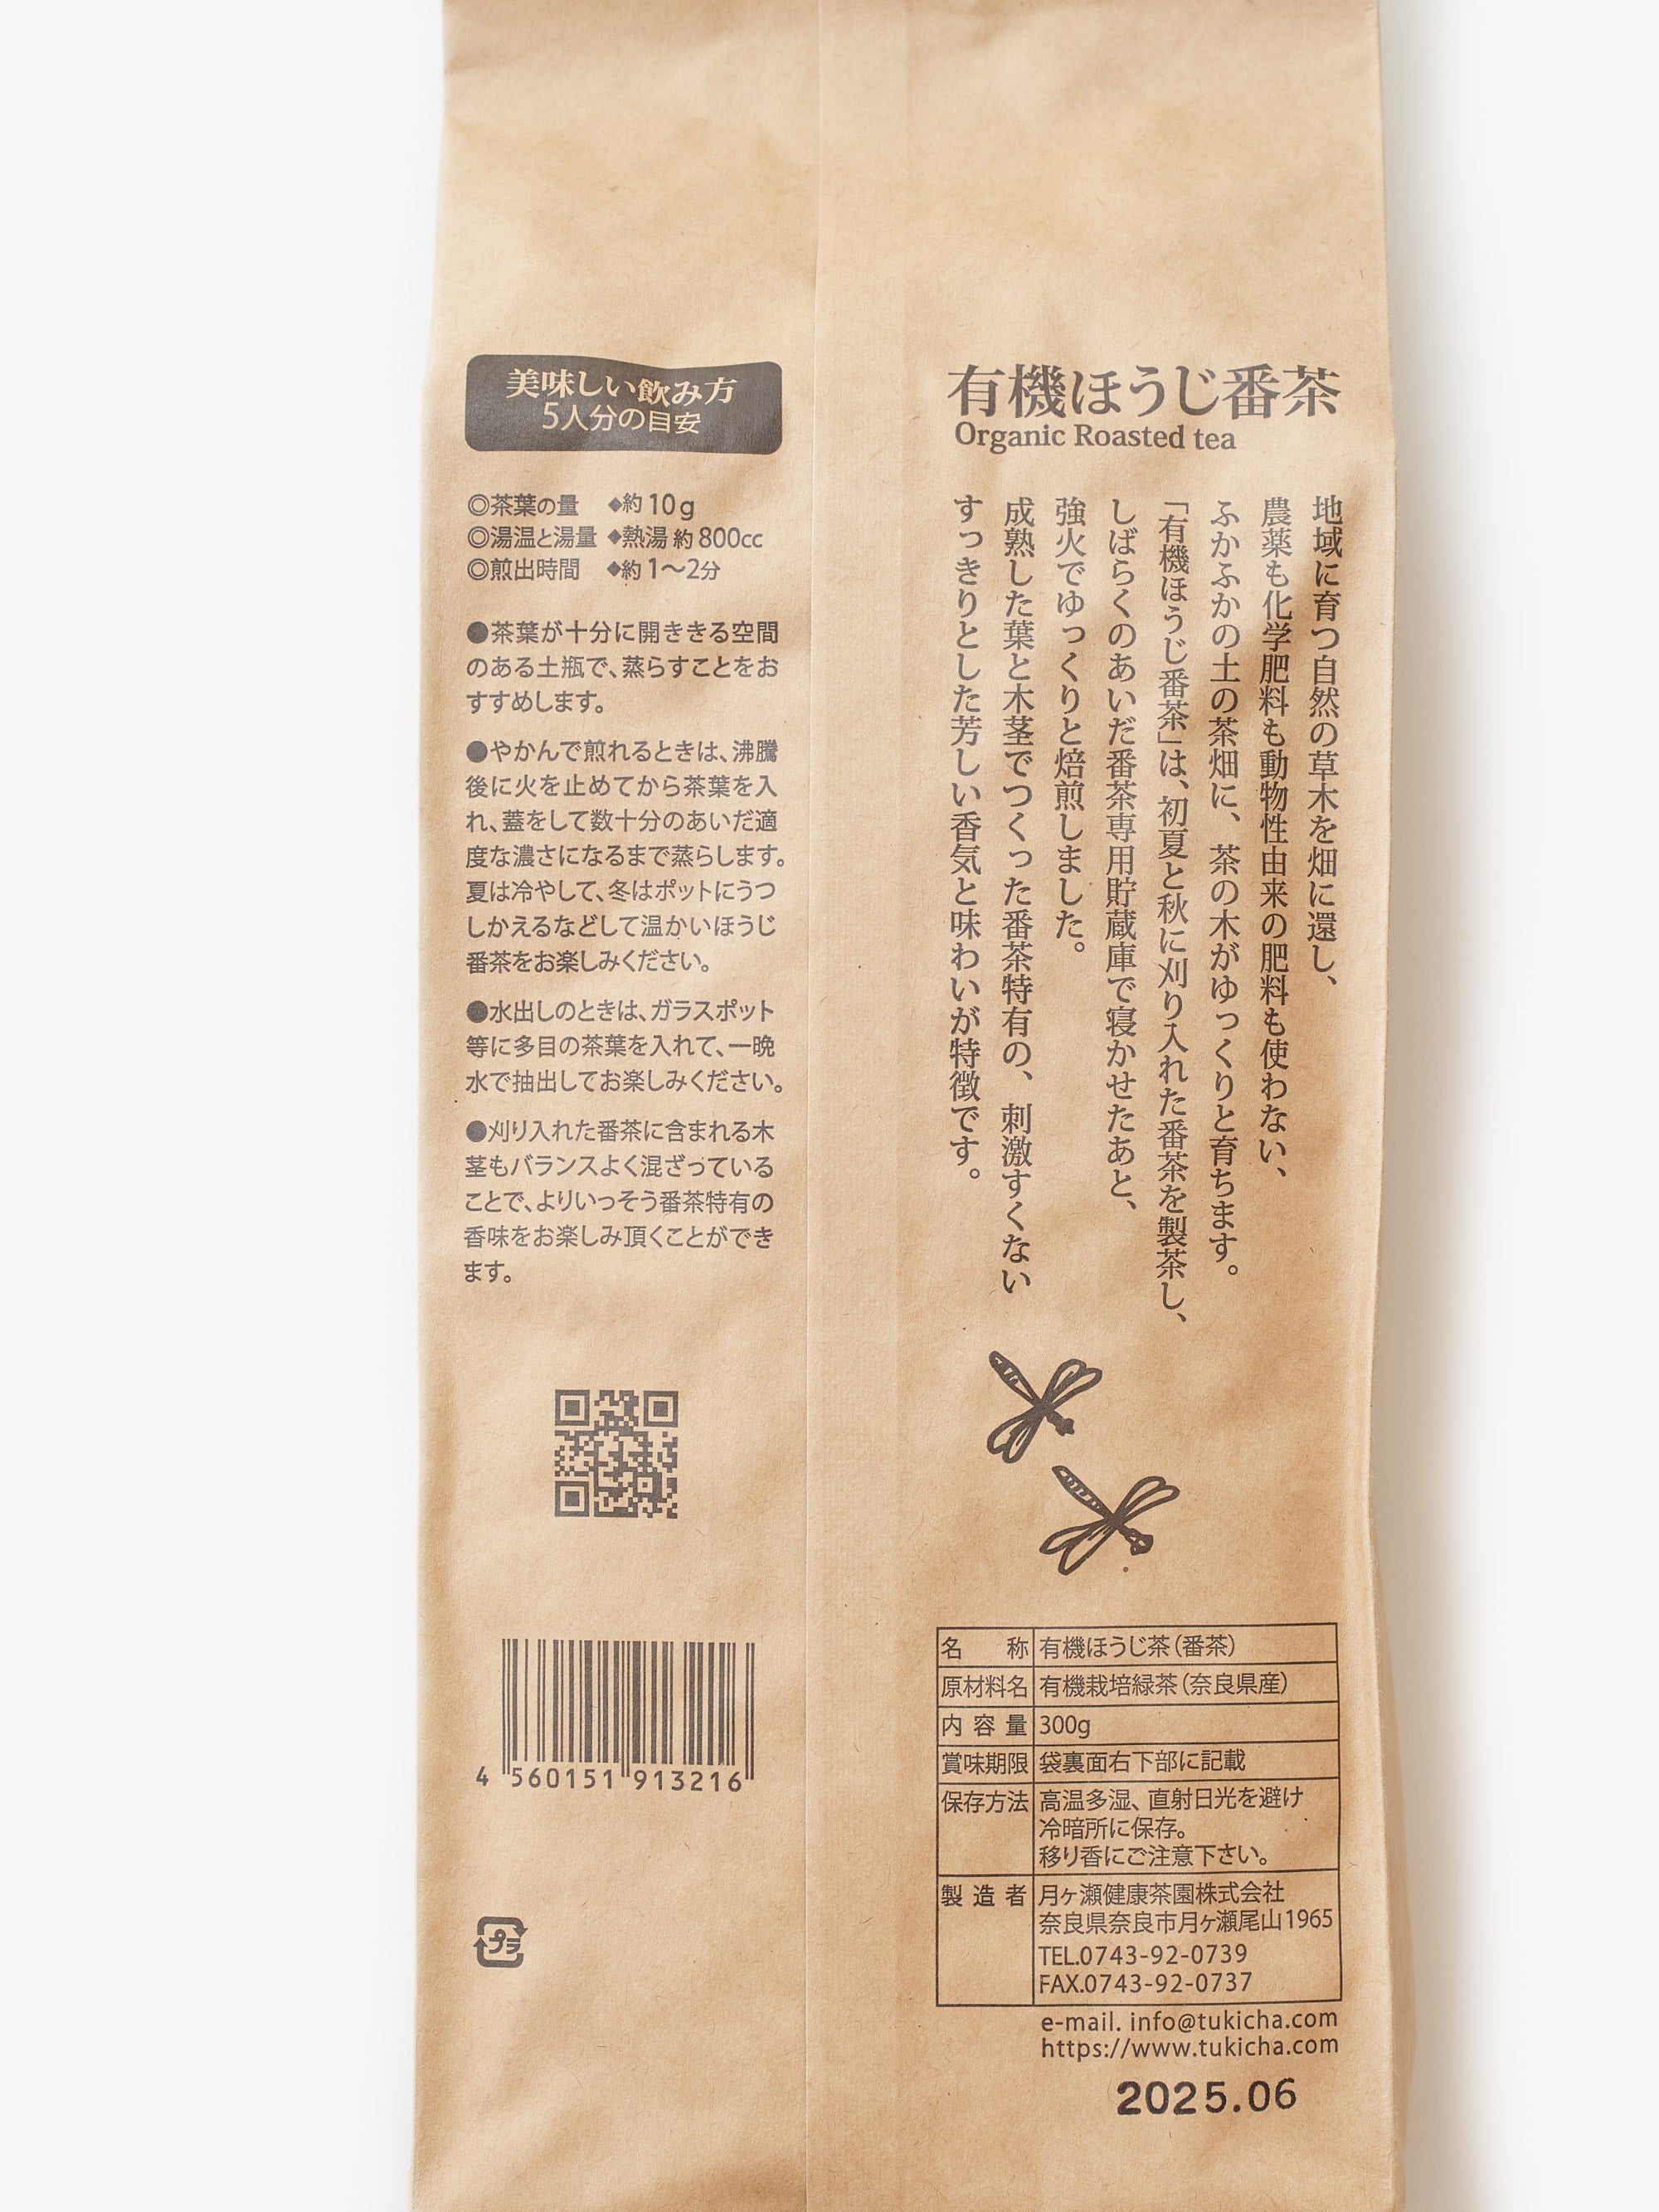 美味しい飲み方
5人分の目安
◎茶葉の量 ◆約10g
◎湯温と湯量 ◆熱湯 約800cc
◎煎出時間 ◆約1〜2分
●茶葉が十分に開ききる空間
のある土瓶で、蒸らすことをお
すすめします。
●やかんで煎れるときは、沸騰
後に火を止めてから茶葉を入
れ、蓋をして数十分のあいだ適
度な濃さになるまで蒸らします。
夏は冷やして、冬はポットにうつ
しかえるなどして温かいほうじ
番茶をお楽しみください。
●水出しのときは、ガラスポット
等に多目の茶葉を入れて、一晩
水で抽出してお楽しみください。
●刈り入れた番茶に含まれる木
茎もバランスよく混ざっている
ことで、よりいっそう番茶特有の
香味をお楽しみ頂くことができ
ます。
4 560151 913216
プラ
有機ほうじ番茶
Organic Roasted tea
地域に育つ自然の草木を畑に還し、
農薬も化学肥料も動物性由来の肥料も使わない、
ふかふかの土の茶畑に、茶の木がゆっくりと育ちます。
「有機ほうじ番茶」は、初夏と秋に刈り入れた番茶を製茶し、
しばらくのあいだ番茶専用貯蔵庫で寝かせたあと、
強火でゆっくりと焙煎しました。
成熟した葉と木茎でつくった番茶特有の、刺激すくない
すっきりとした芳しい香気と味わいが特徴です。
名称 有機ほうじ茶(番茶)
原材料名 有機栽培緑茶(奈良県産)
内容量 300g
賞味期限 袋裏面右下部に記載
保存方法 高温多湿、直射日光を避け
冷暗所に保存。
移り香にご注意下さい。
製造者 月ヶ瀬健康茶園株式会社
奈良県奈良市月ヶ瀬尾山1965
TEL.0743-92-0739
FAX.0743-92-0737
e-mail. info@tukicha.com
https://www.tukicha.com
2025.06